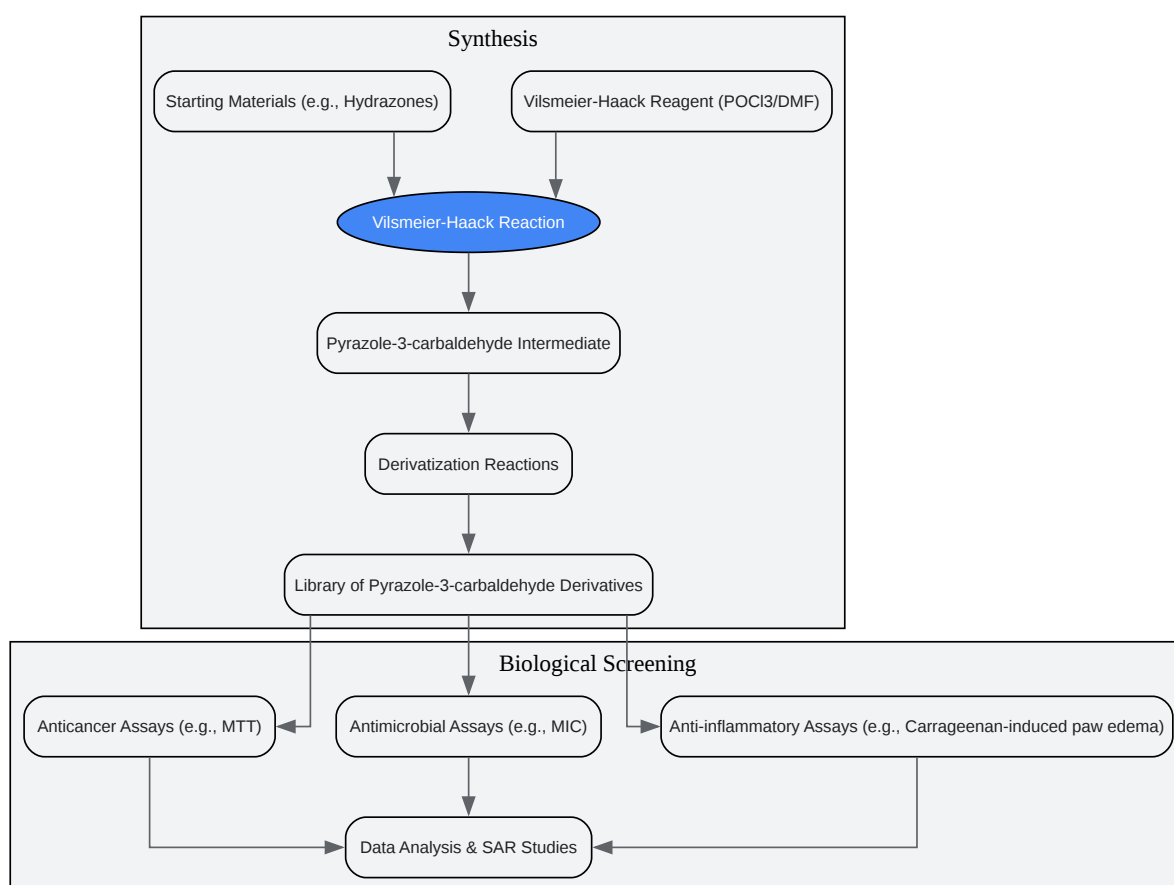 Synthesis
Starting Materials (e.g., Hydrazones)
Vilsmeier-Haack Reagent (POCl3/DMF)
Vilsmeier-Haack Reaction
Pyrazole-3-carbaldehyde Intermediate
Derivatization Reactions
Library of Pyrazole-3-carbaldehyde Derivatives
Biological Screening
Anticancer Assays (e.g., MTT)
Antimicrobial Assays (e.g., MIC)
Anti-inflammatory Assays (e.g., Carrageenan-induced paw edema)
Data Analysis & SAR Studies